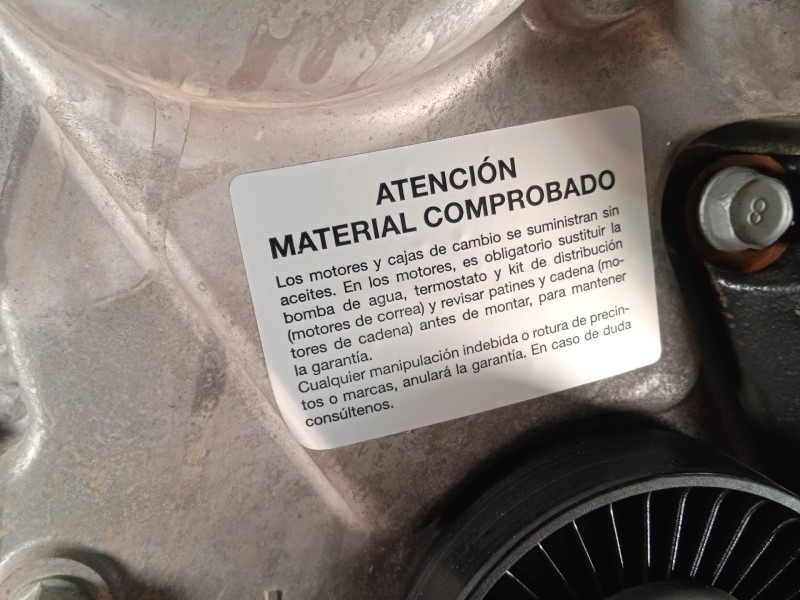 ATENCIÓN
MATERIAL COMPROBADO
Los motores y cajas de cambio se suministran sin
aceites. En los motores, es obligatorio sustituir la
bomba de agua, termostato y kit de distribución
(motores de correa) y revisar patines y cadena (mo-
tores de cadena) antes de montar, para mantener
la garantía.
Cualquier manipulación indebida o rotura de precin-
tos o marcas, anulará la garantía. En caso de duda
consúltenos.
8